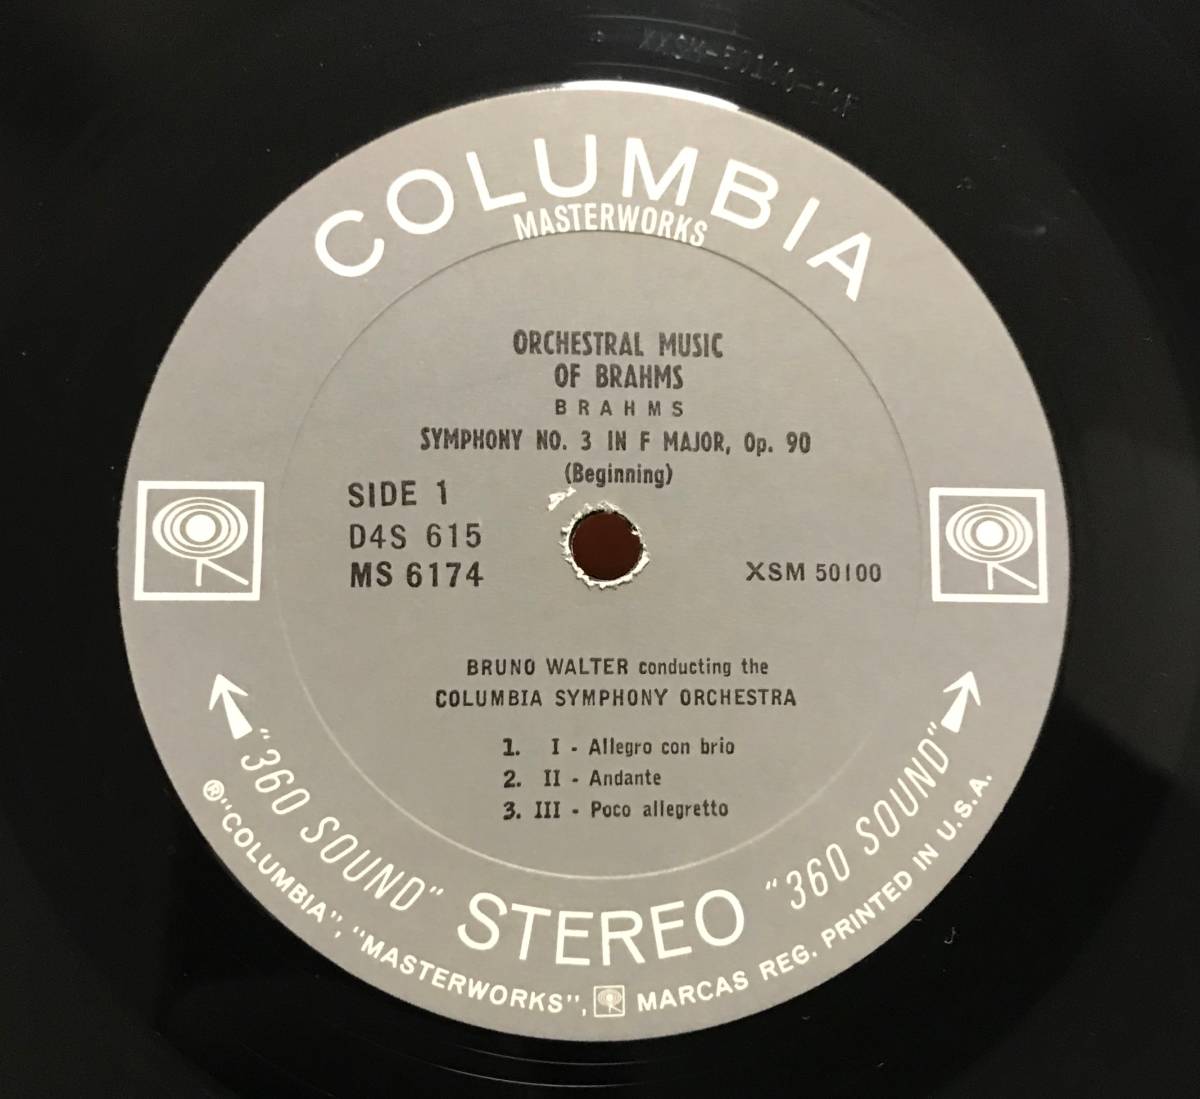 COLUMBIA
MASTERWORKS
ORCHESTRAL MUSIC
OF BRAHMS
BRAHMS
SYMPHONY NO. 3 IN F MAJOR, Op. 90
(Beginning)
SIDE 1
D4S 615
MS 6174
XSM 50100
BRUNO WALTER conducting the
COLUMBIA SYMPHONY ORCHESTRA
1. I - Allegro con brio
2. II - Andante
3. III - Poco allegretto
"360 SOUND" STEREO "360 SOUND"
®"COLUMBIA", "MASTERWORKS", MARCAS REG. PRINTED IN U.S.A.